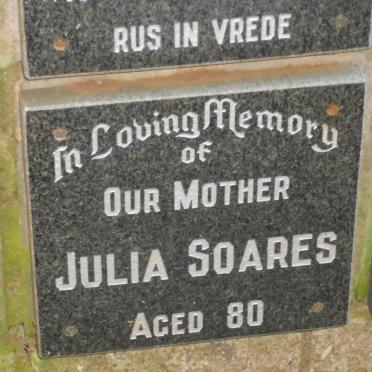 RUS IN VREDE
In Loving Memory
of
OUR MOTHER
JULIA SOARES
AGED 80